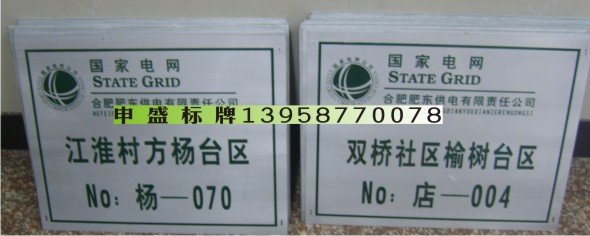 国家电网
STATE GRID
合肥肥东供电有限责任公司
江淮村方杨台区
No：杨—070
国家电网
STATE GRID
合肥肥东供电有限责任公司
双桥社区榆树台区
No：店—004
申盛标牌13958770078